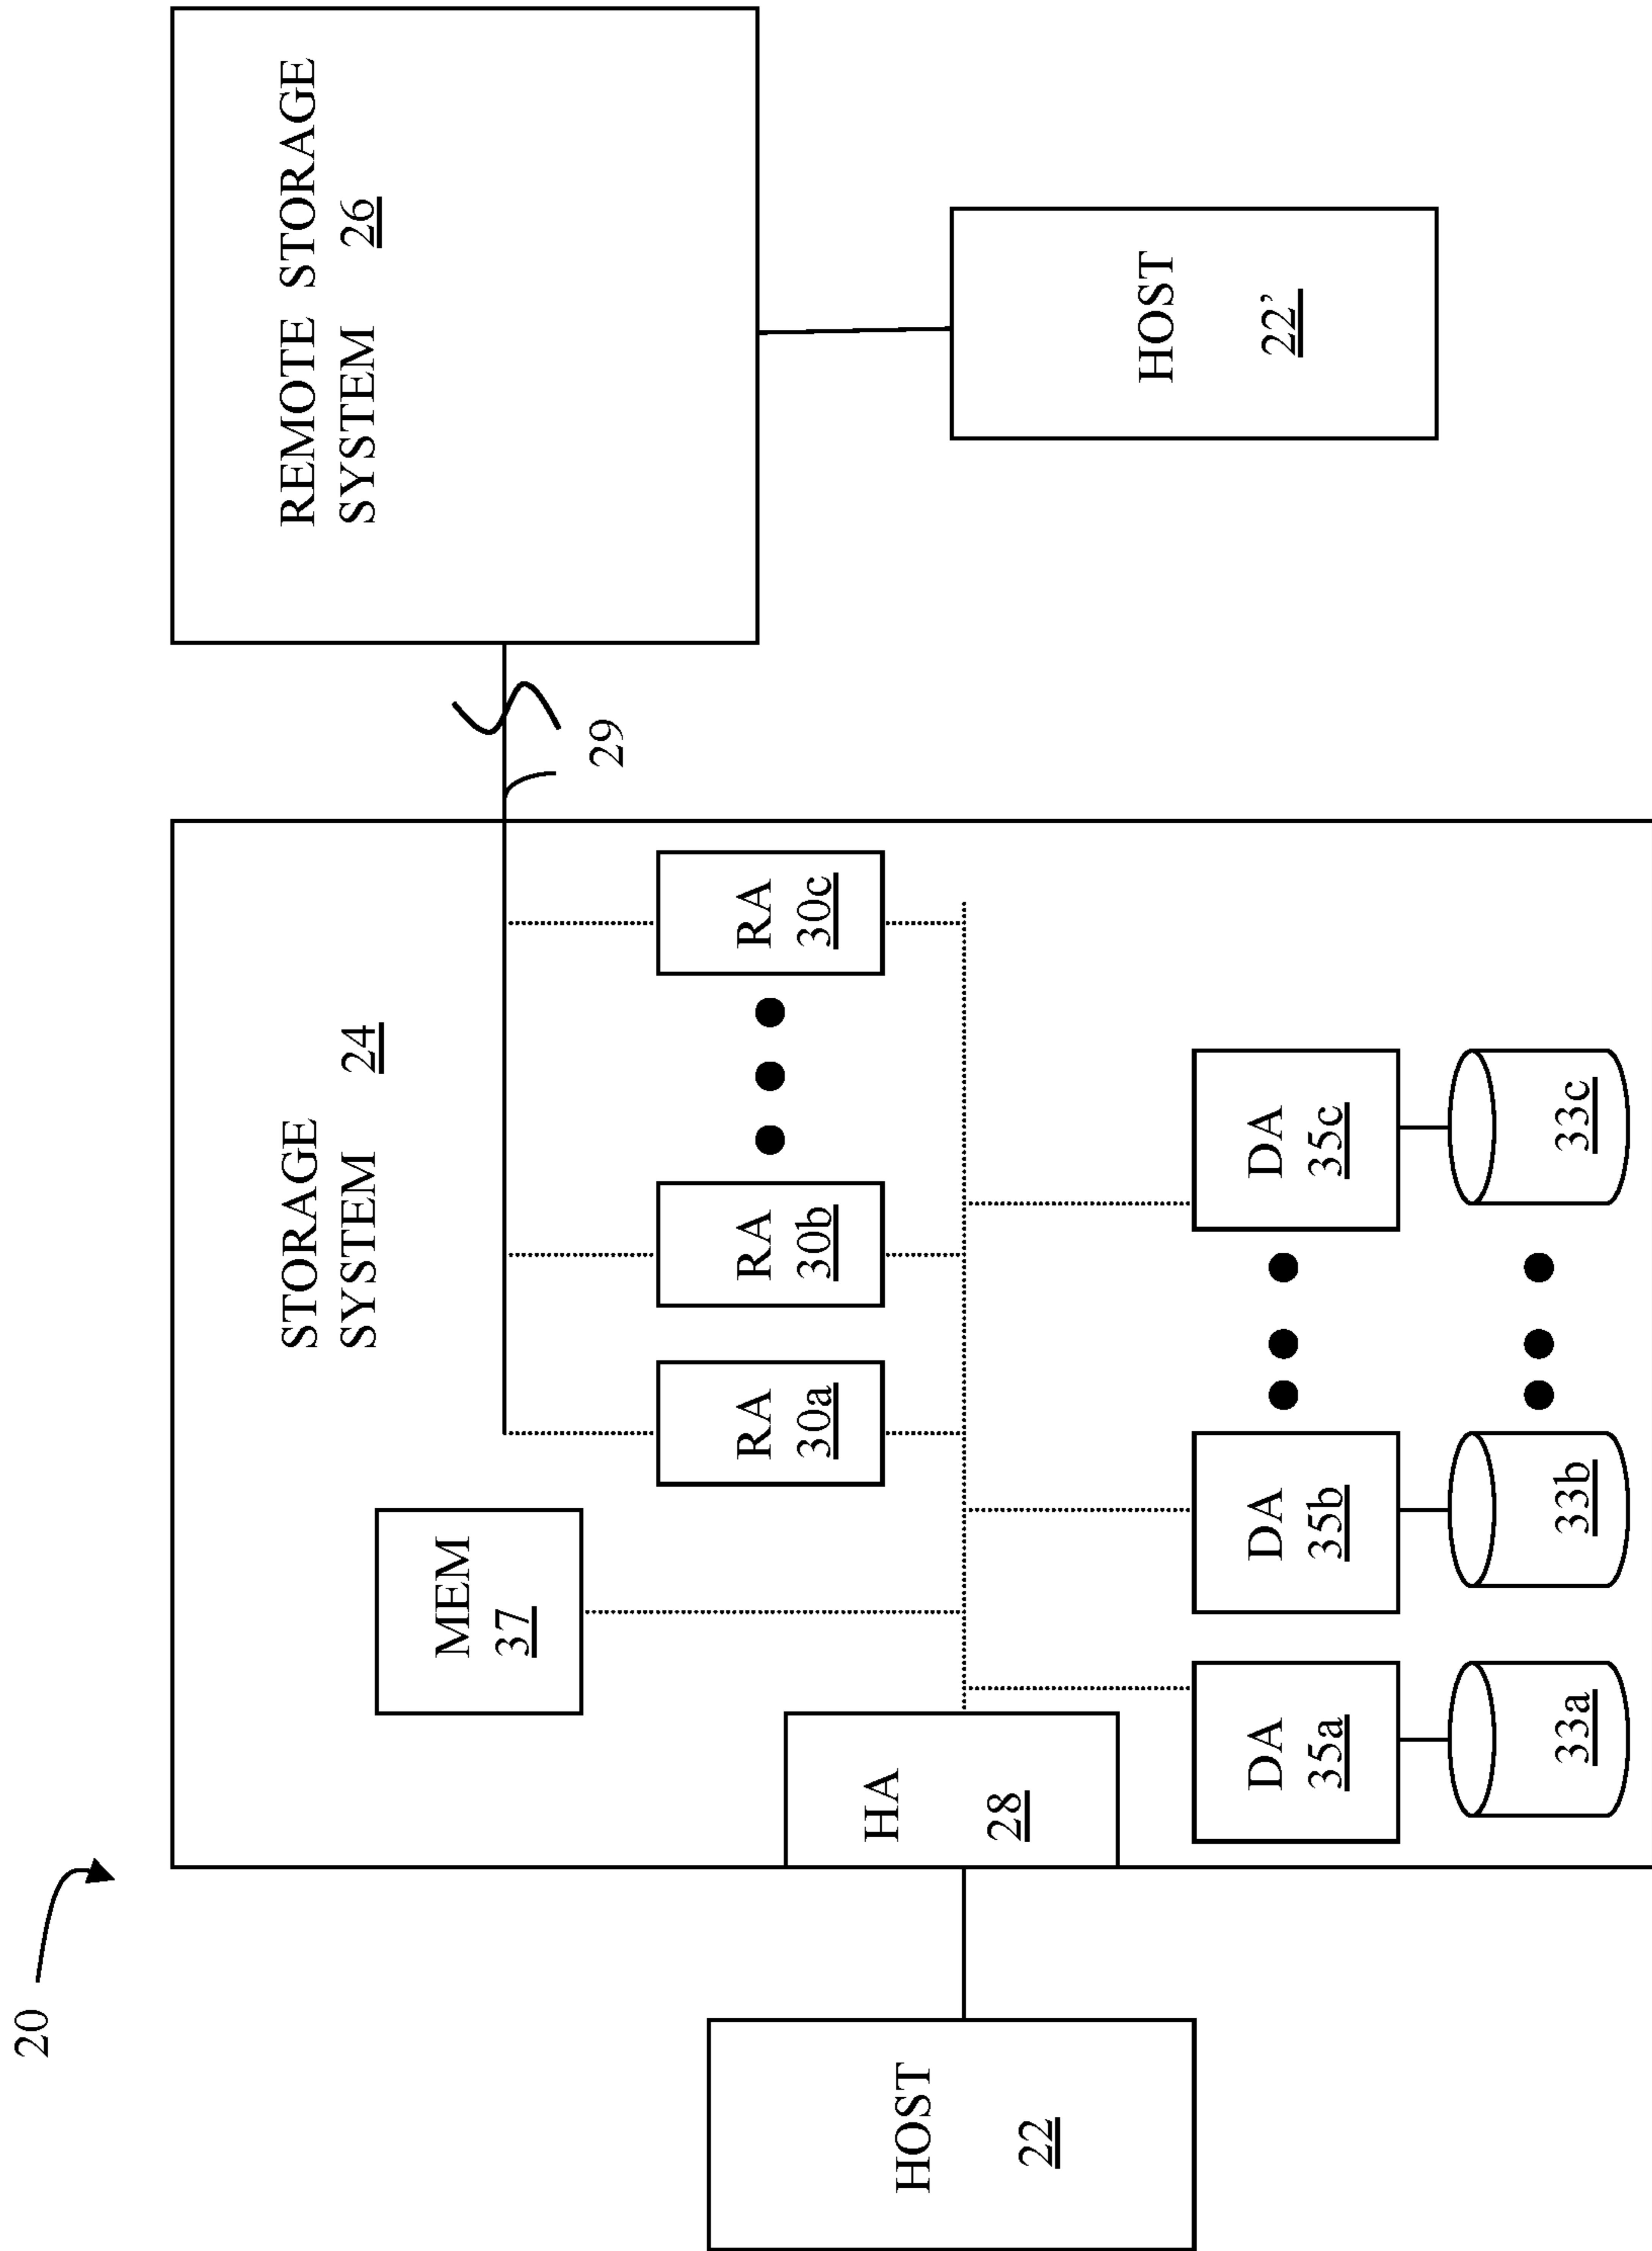 20
STORAGE
SYSTEM 24
REMOTE STORAGE
SYSTEM 26
MEM
37
29
RA
30a
RA
30b
RA
30c
HOST
22
HA
28
HOST
22’
DA
35a
DA
35b
DA
35c
33a
33b
33c